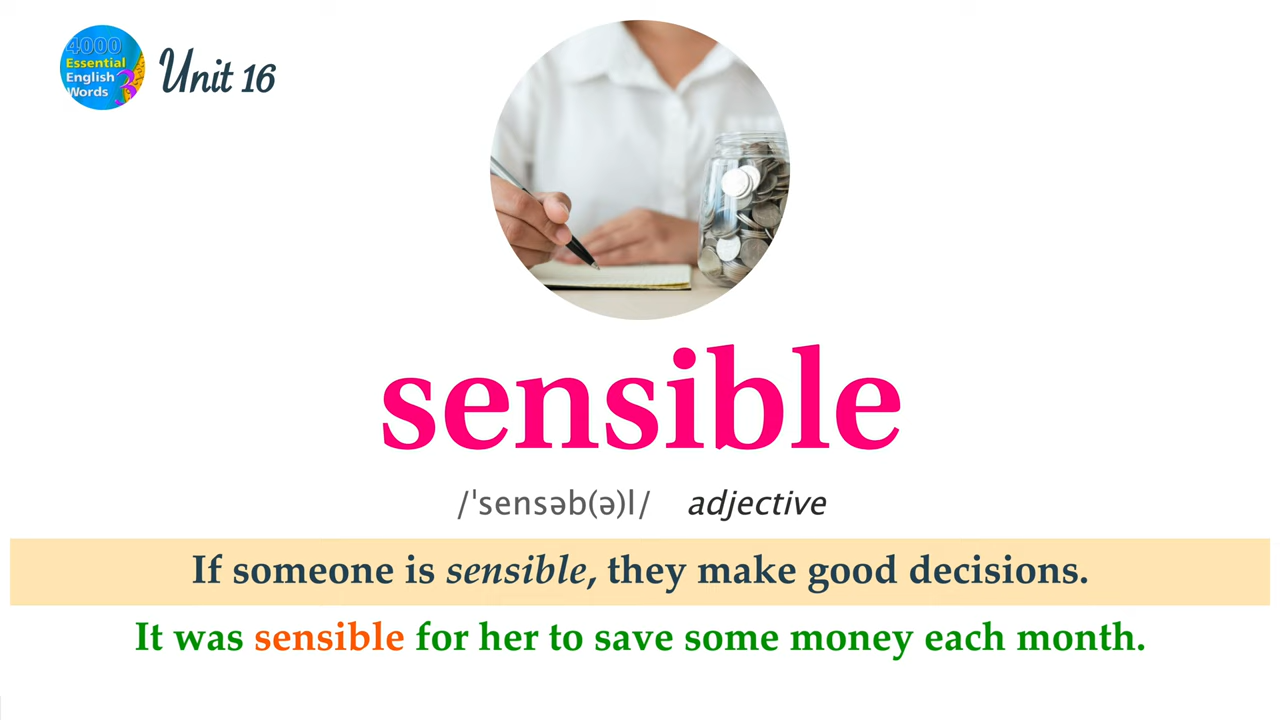 4000
Essential
English
Words 3
Unit 16
sensible
/ˈsensəb(ə)l/ adjective
If someone is sensible, they make good decisions.
It was sensible for her to save some money each month.